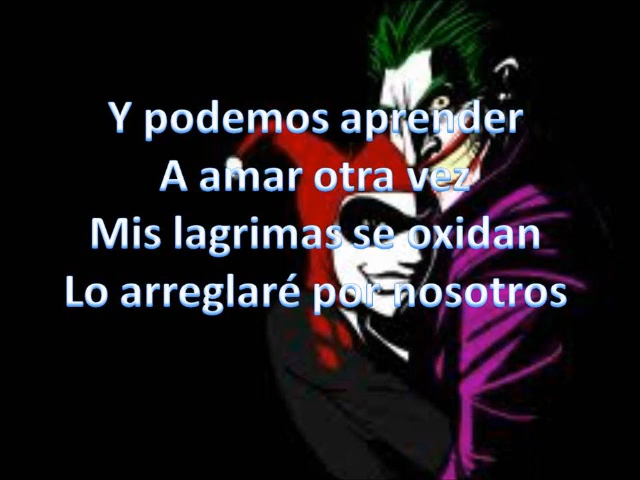 Y podemos aprender
A amar otra vez
Mis lagrimas se oxidan
Lo arreglaré por nosotros